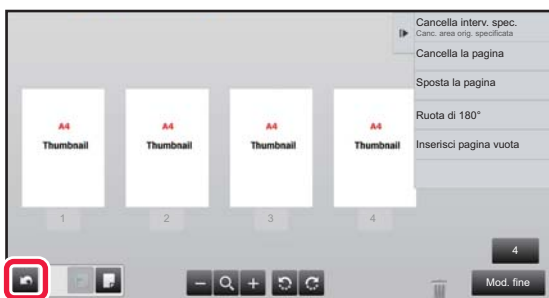 Cancella interv. spec.
Canc. area orig. specificata
Cancella la pagina
Sposta la pagina
Ruota di 180°
Inserisci pagina vuota
A4 A4 A4 A4
Thumbnail Thumbnail Thumbnail Thumbnail
1 2 3 4
4
Mod. fine